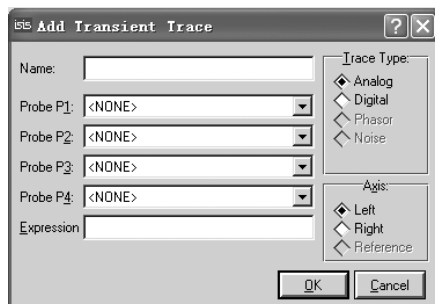 isis Add Transient Trace
Name:
Probe P1: <NONE>
Probe P2: <NONE>
Probe P3: <NONE>
Probe P4: <NONE>
Expression
Trace Type:
Analog
Digital
Phasor
Noise
Axis:
Left
Right
Reference
OK
Cancel